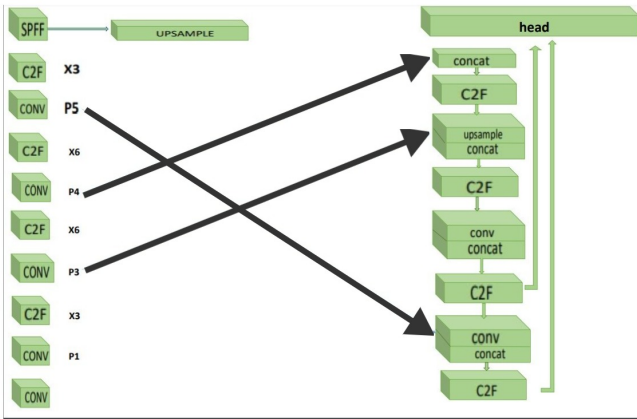 SPFF
UPSAMPLE
C2F X3
CONV P5
C2F X6
CONV P4
C2F X6
CONV P3
C2F X3
CONV P1
CONV
head
concat
C2F
upsample
concat
C2F
conv
concat
C2F
conv
concat
C2F